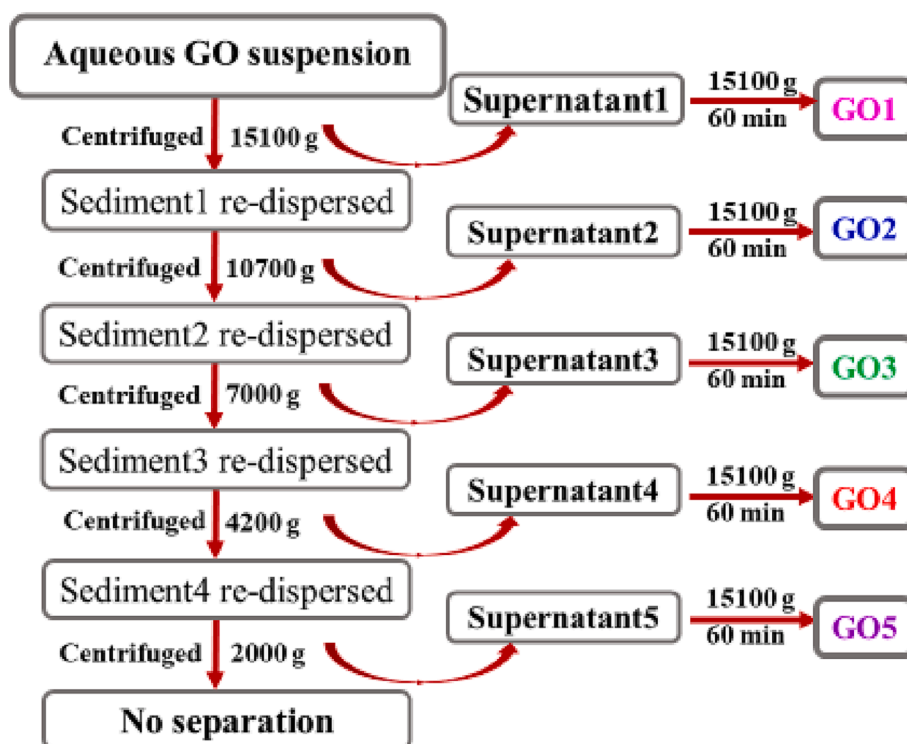 Aqueous GO suspension
Centrifuged 15100 g
Supernatant1
15100 g
60 min
GO1
Sediment1 re-dispersed
Centrifuged 10700 g
Supernatant2
15100 g
60 min
GO2
Sediment2 re-dispersed
Centrifuged 7000 g
Supernatant3
15100 g
60 min
GO3
Sediment3 re-dispersed
Centrifuged 4200 g
Supernatant4
15100 g
60 min
GO4
Sediment4 re-dispersed
Centrifuged 2000 g
Supernatant5
15100 g
60 min
GO5
No separation